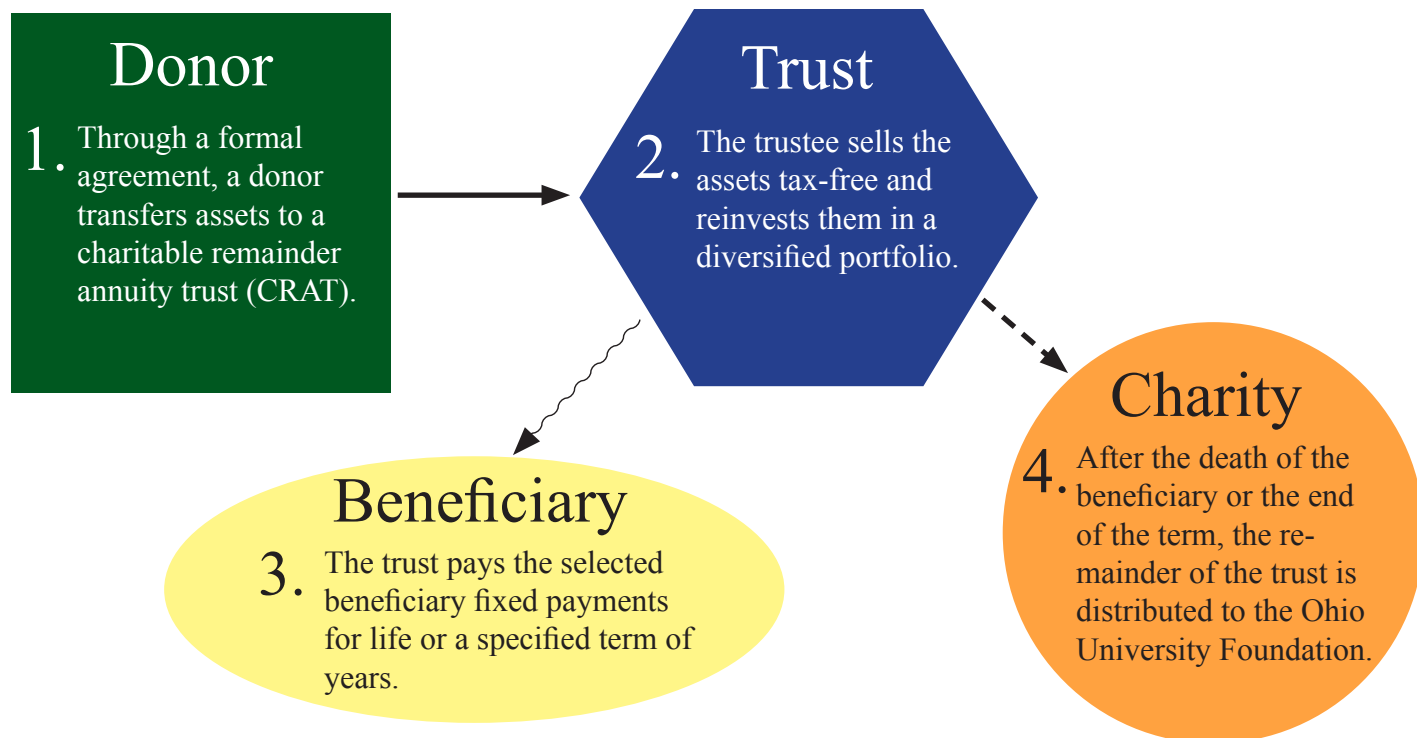 Donor
1. Through a formal
agreement, a donor
transfers assets to a
charitable remainder
annuity trust (CRAT).
Trust
2. The trustee sells the
assets tax-free and
reinvests them in a
diversified portfolio.
Beneficiary
3. The trust pays the selected
beneficiary fixed payments
for life or a specified term of
years.
Charity
4. After the death of the
beneficiary or the end
of the term, the re-
mainder of the trust is
distributed to the Ohio
University Foundation.